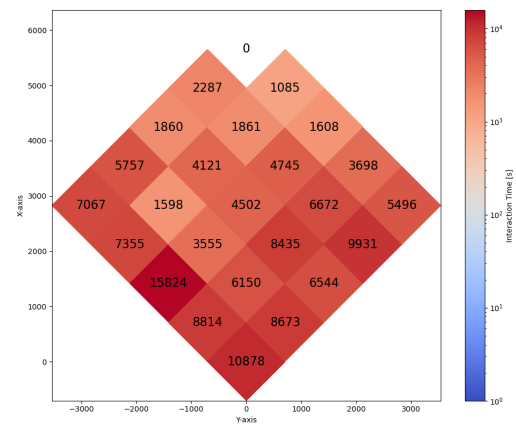 6000
0
5000
2287 1085
4000
1860 1861 1608
5757 4121 4745 3698
3000
7067 1598 4502 6672 5496
2000
7355 3555 8435 9931
15824 6150 6544
1000
8814 8673
0
10878
−3000 −2000 −1000 0 1000 2000 3000
Y-axis
X-axis
10⁴
10³
10²
10¹
10⁰
Interaction Time [s]